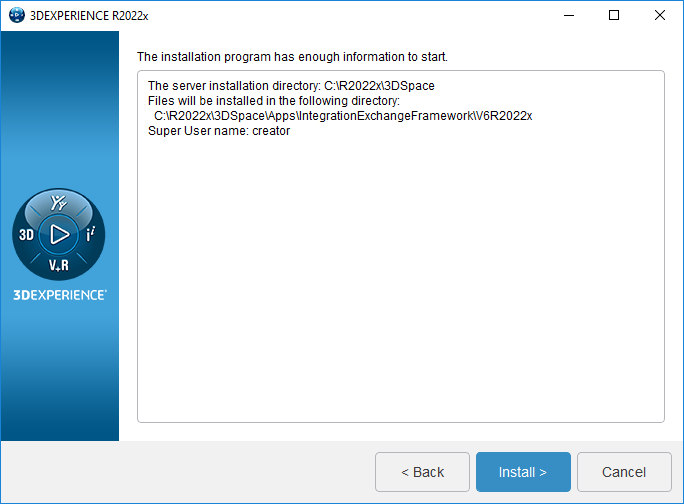 3DEXPERIENCE R2022x
The installation program has enough information to start.
The server installation directory: C:\R2022x\3DSpace
Files will be installed in the following directory:
C:\R2022x\3DSpace\Apps\IntegrationExchangeFramework\V6R2022x
Super User name: creator
3D
i²
V+R
3DEXPERIENCE
< Back
Install >
Cancel